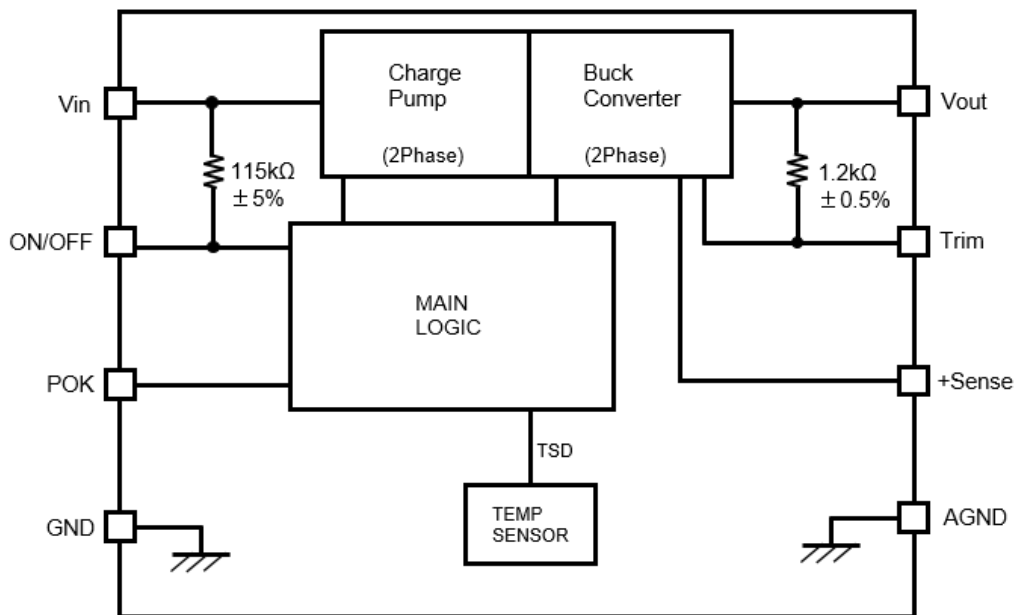 Vin
Charge
Pump
(2Phase)
Buck
Converter
(2Phase)
Vout
115kΩ
±5%
1.2kΩ
±0.5%
ON/OFF
Trim
MAIN
LOGIC
POK
+Sense
TSD
GND
TEMP
SENSOR
AGND